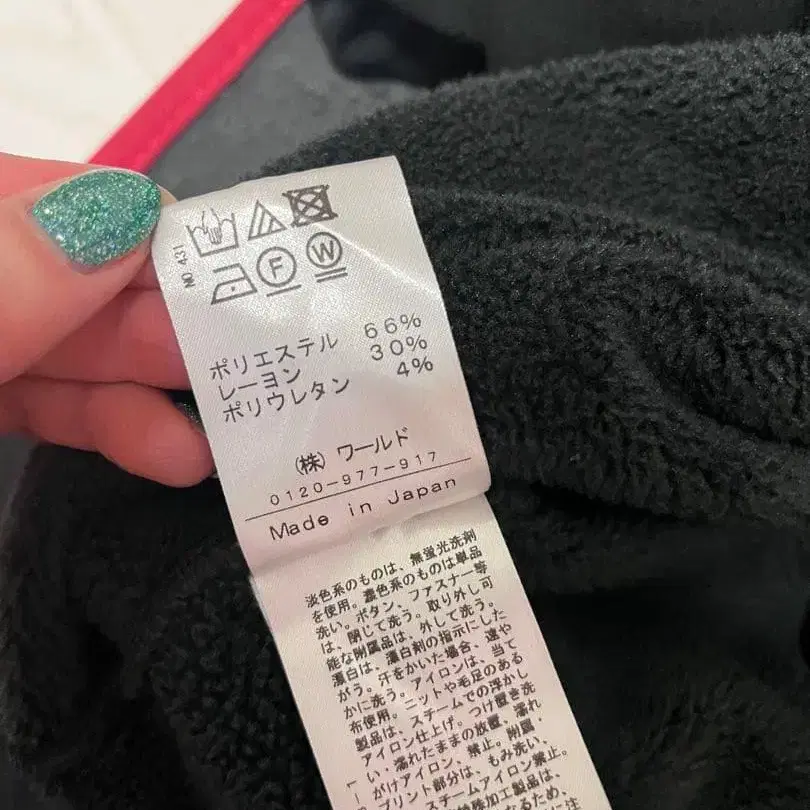 NO 431
F W
ポリエステル 66%
レーヨン 30%
ポリウレタン 4%
(株) ワールド
0120-977-917
Made in Japan
淡色系のものは、無蛍光洗剤
を使用。濃色系のものは単品
洗い。ボタン、ファスナー等
は、閉じて洗う。取り外し可
能な附属品は、外して洗う。
漂白は、漂白剤の指示にした
がう。汗をかいた場合、速や
かに洗う。アイロンは、当て
布使用。ニットや毛足のある
製品は、スチームでの浮かし
アイロン仕上げ。つけ置き洗
い・濡れたままの放置、濡れ
がけアイロン、禁止。附属・
プリント部分は、もみ洗い、
スチームアイロン禁止。
特殊加工製品は、